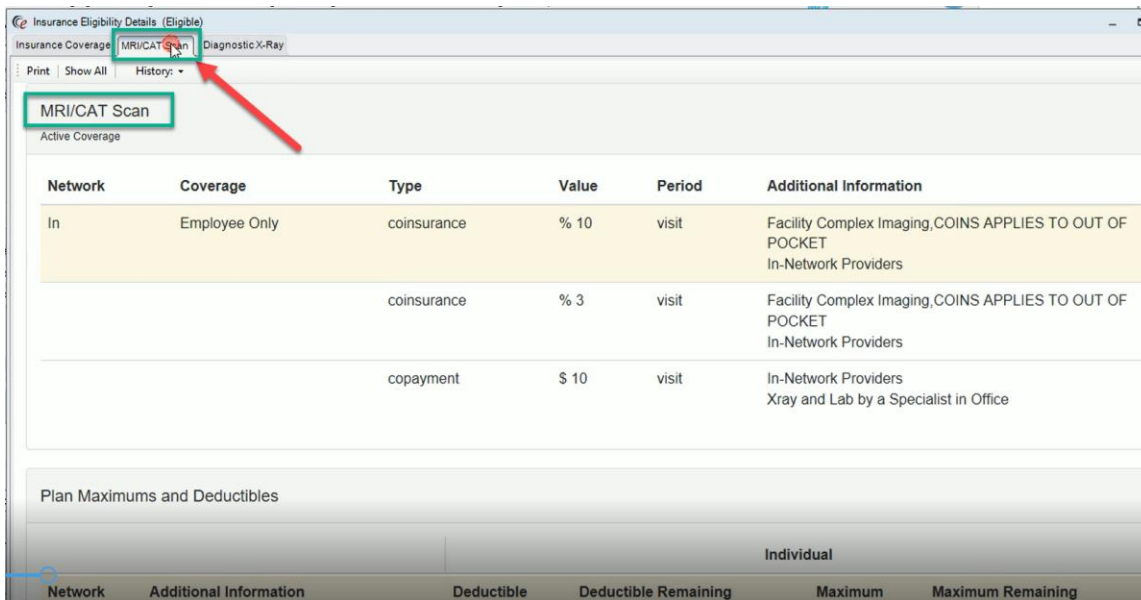 Insurance Eligibility Details (Eligible)
Insurance Coverage MRI/CAT Scan Diagnostic X-Ray
Print Show All History:
MRI/CAT Scan
Active Coverage
Network Coverage Type Value Period Additional Information
In Employee Only coinsurance % 10 visit Facility Complex Imaging,COINS APPLIES TO OUT OF
POCKET
In-Network Providers
coinsurance % 3 visit Facility Complex Imaging,COINS APPLIES TO OUT OF
POCKET
In-Network Providers
copayment $ 10 visit In-Network Providers
Xray and Lab by a Specialist in Office
Plan Maximums and Deductibles
Individual
Network Additional Information Deductible Deductible Remaining Maximum Maximum Remaining